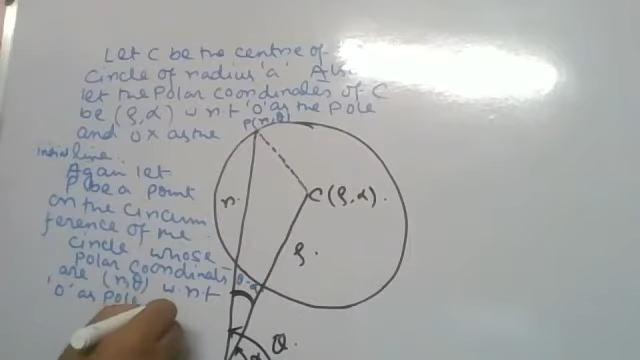 Let C be the centre of
circle of radius 'a'. Also
let the Polar coordinates of C
be (ρ,α) w.r.t 'O' as the Pole
and OX as the
initial line.
Again let
P be a point
on the circum
ference of the
circle whose
polar coordinates
are (r,θ) w.r.t
'O' as Pole
P(r,θ)
C(ρ,α).
r.
ρ.
θ-α
θ.
α